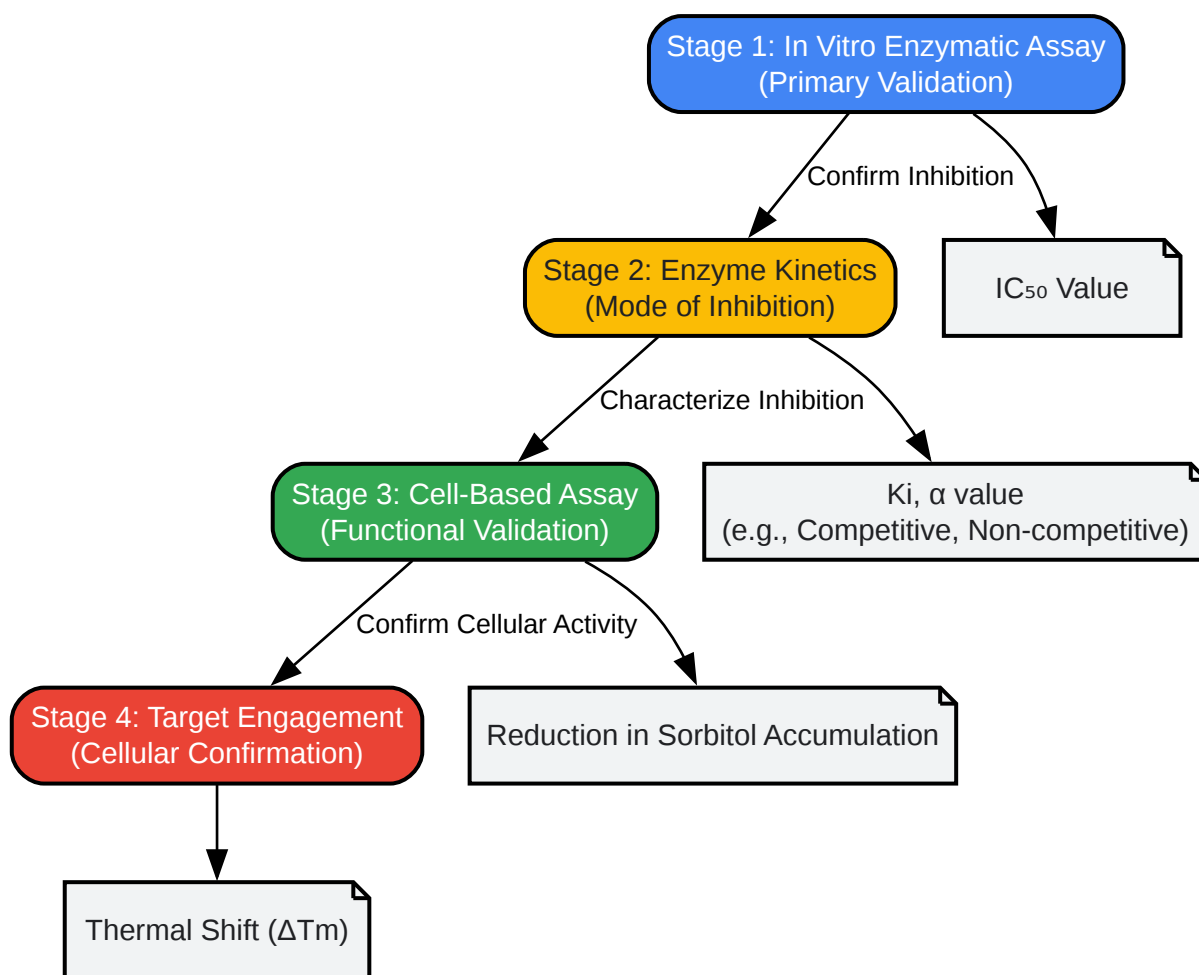 Stage 1: In Vitro Enzymatic Assay
(Primary Validation)
Confirm Inhibition
Stage 2: Enzyme Kinetics
(Mode of Inhibition)
IC₅₀ Value
Characterize Inhibition
Stage 3: Cell-Based Assay
(Functional Validation)
Ki, α value
(e.g., Competitive, Non-competitive)
Confirm Cellular Activity
Stage 4: Target Engagement
(Cellular Confirmation)
Reduction in Sorbitol Accumulation
Thermal Shift (ΔTm)